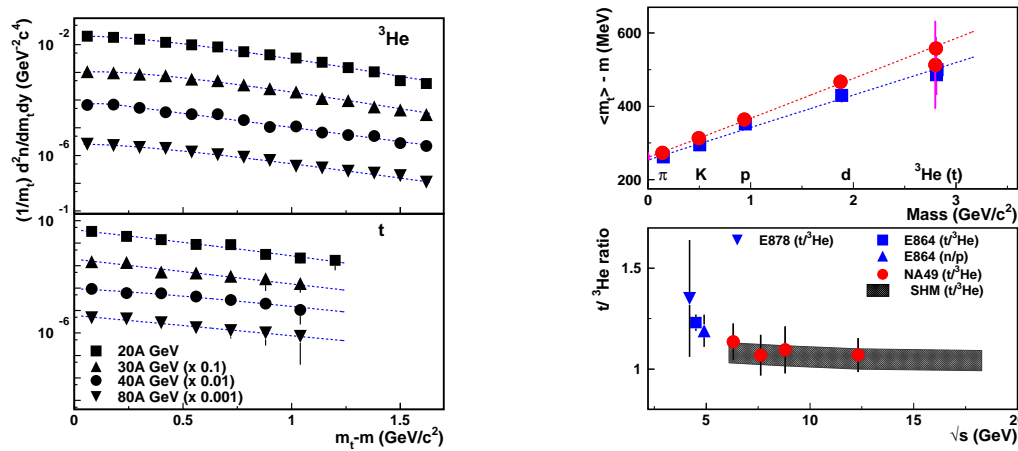 (1/mt) d2n/dmtdy (GeV-2c4)
3He
10-2
10-6
10-1
t
10
10-6
20A GeV
30A GeV (x 0.1)
40A GeV (x 0.01)
80A GeV (x 0.001)
0 0.5 1 1.5
mt-m (GeV/c2)
<mt> - m (MeV)
600
400
200
π K p d 3He (t)
0 1 2 3 4
Mass (GeV/c2)
t/ 3He ratio
E878 (t/3He)
E864 (t/3He)
E864 (n/p)
NA49 (t/3He)
SHM (t/3He)
1.5
1
5 10 15 20
√s (GeV)